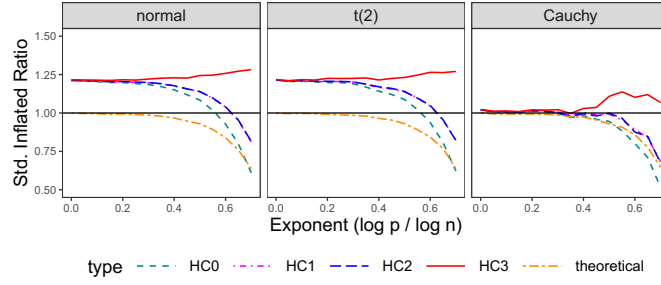 normal t(2) Cauchy
Std. Inflated Ratio
1.50
1.25
1.00
0.75
0.50
0.0 0.2 0.4 0.6 0.0 0.2 0.4 0.6 0.0 0.2 0.4 0.6
Exponent (log p / log n)
type HC0 HC1 HC2 HC3 theoretical